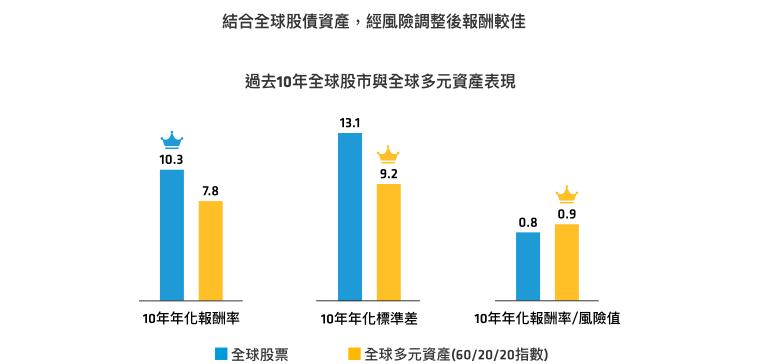 結合全球股債資產，經風險調整後報酬較佳
過去10年全球股市與全球多元資產表現
10.3
7.8
13.1
9.2
0.8
0.9
10年年化報酬率
10年年化標準差
10年年化報酬率/風險值
全球股票
全球多元資產(60/20/20指數)